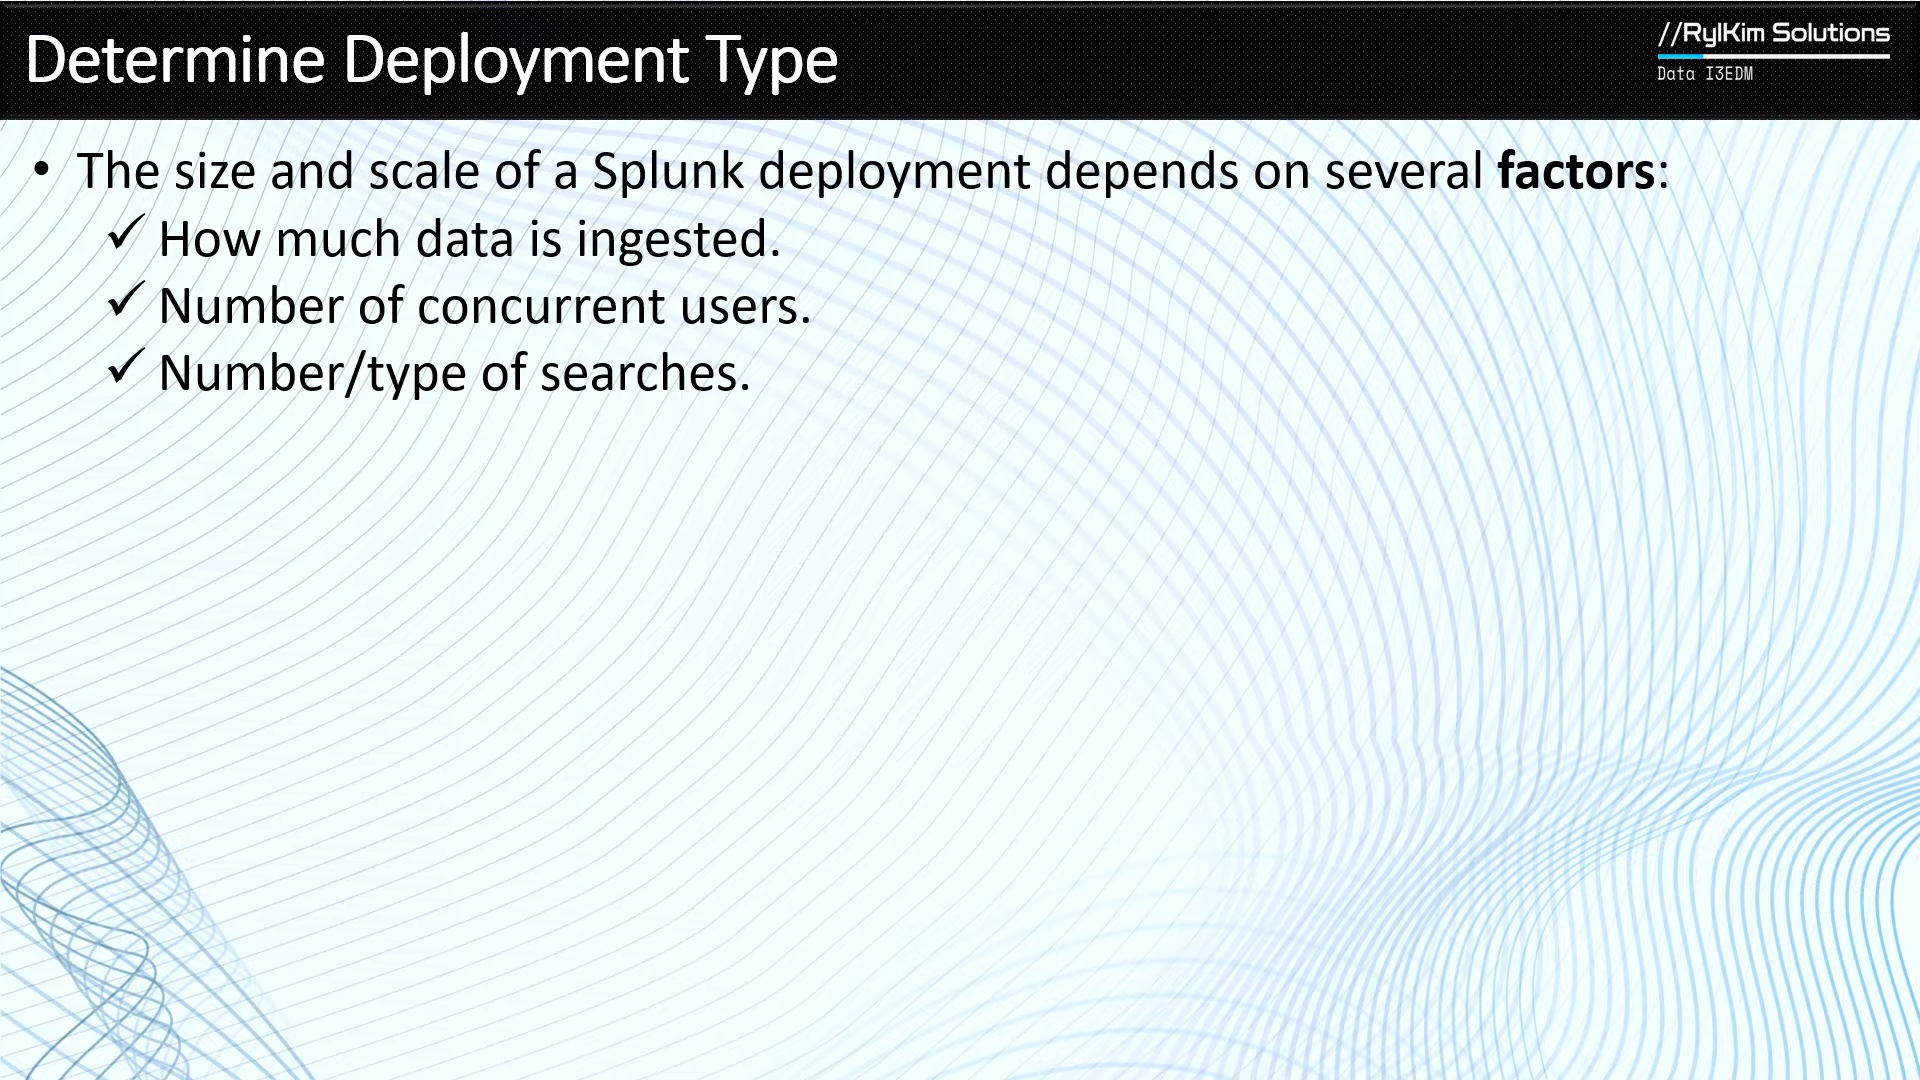 Determine Deployment Type
//RylKim Solutions
Data I3EDM
• The size and scale of a Splunk deployment depends on several factors:
✓ How much data is ingested.
✓ Number of concurrent users.
✓ Number/type of searches.